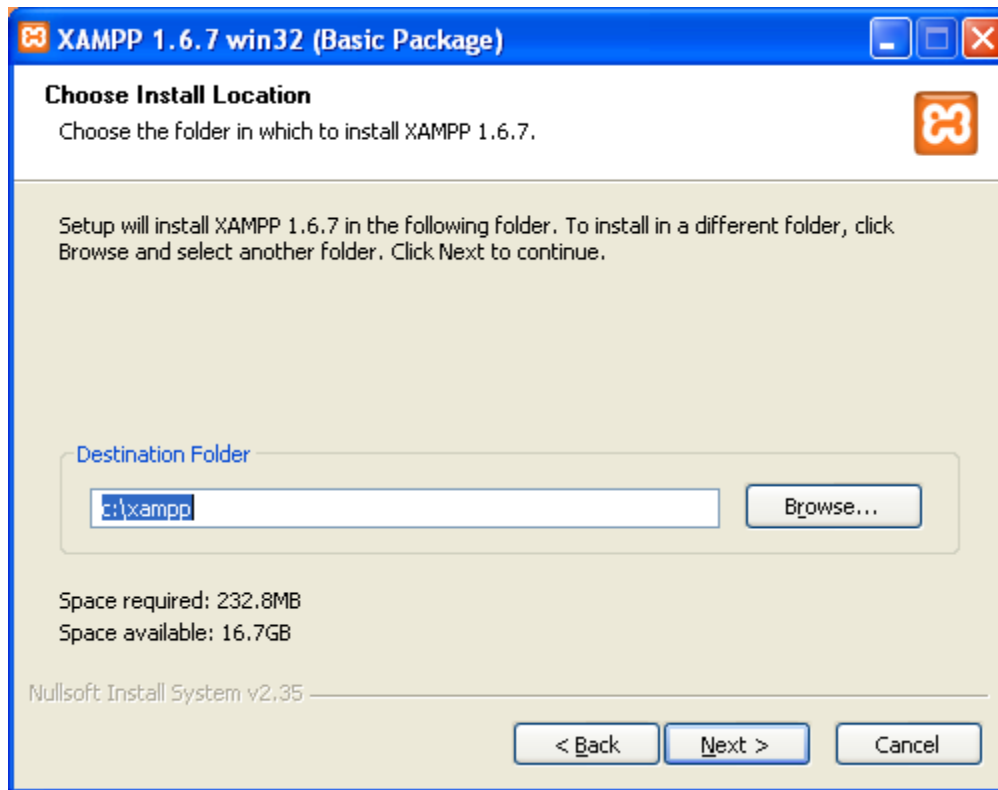 XAMPP 1.6.7 win32 (Basic Package)
Choose Install Location
Choose the folder in which to install XAMPP 1.6.7.
Setup will install XAMPP 1.6.7 in the following folder. To install in a different folder, click
Browse and select another folder. Click Next to continue.
Destination Folder
c:\xampp
Browse...
Space required: 232.8MB
Space available: 16.7GB
Nullsoft Install System v2.35
< Back
Next >
Cancel